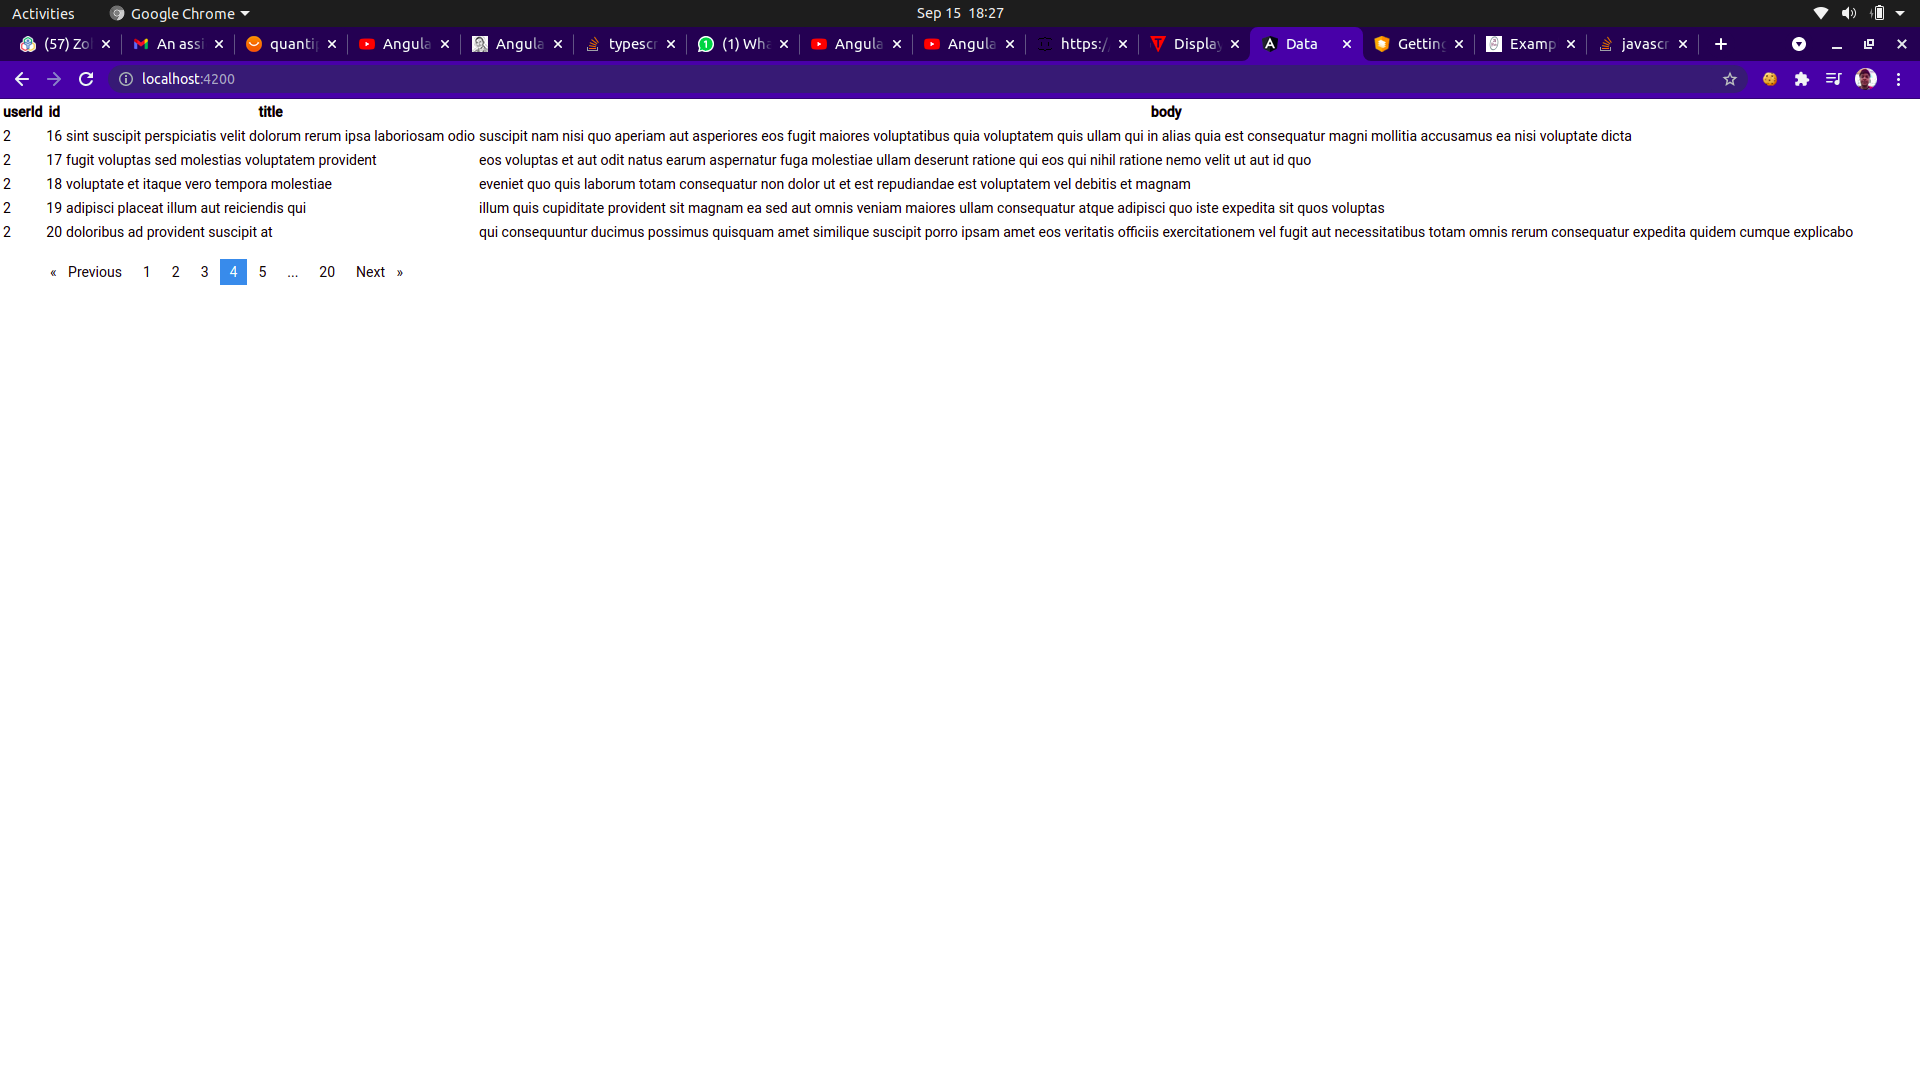 Activities Google Chrome Sep 15 18:27
(57) Zol An assi quanti Angula Angula typesc (1) Wha Angula Angula https:/ Display Data Getting Examp javascr
localhost:4200
userId id title body
2 16 sint suscipit perspiciatis velit dolorum rerum ipsa laboriosam odio suscipit nam nisi quo aperiam aut asperiores eos fugit maiores voluptatibus quia voluptatem quis ullam qui in alias quia est consequatur magni mollitia accusamus ea nisi voluptate dicta
2 17 fugit voluptas sed molestias voluptatem provident eos voluptas et aut odit natus earum aspernatur fuga molestiae ullam deserunt ratione qui eos qui nihil ratione nemo velit ut aut id quo
2 18 voluptate et itaque vero tempora molestiae eveniet quo quis laborum totam consequatur non dolor ut et est repudiandae est voluptatem vel debitis et magnam
2 19 adipisci placeat illum aut reiciendis qui illum quis cupiditate provident sit magnam ea sed aut omnis veniam maiores ullam consequatur atque adipisci quo iste expedita sit quos voluptas
2 20 doloribus ad provident suscipit at qui consequuntur ducimus possimus quisquam amet similique suscipit porro ipsam amet eos veritatis officiis exercitationem vel fugit aut necessitatibus totam omnis rerum consequatur expedita quidem cumque explicabo
« Previous 1 2 3 4 5 ... 20 Next »